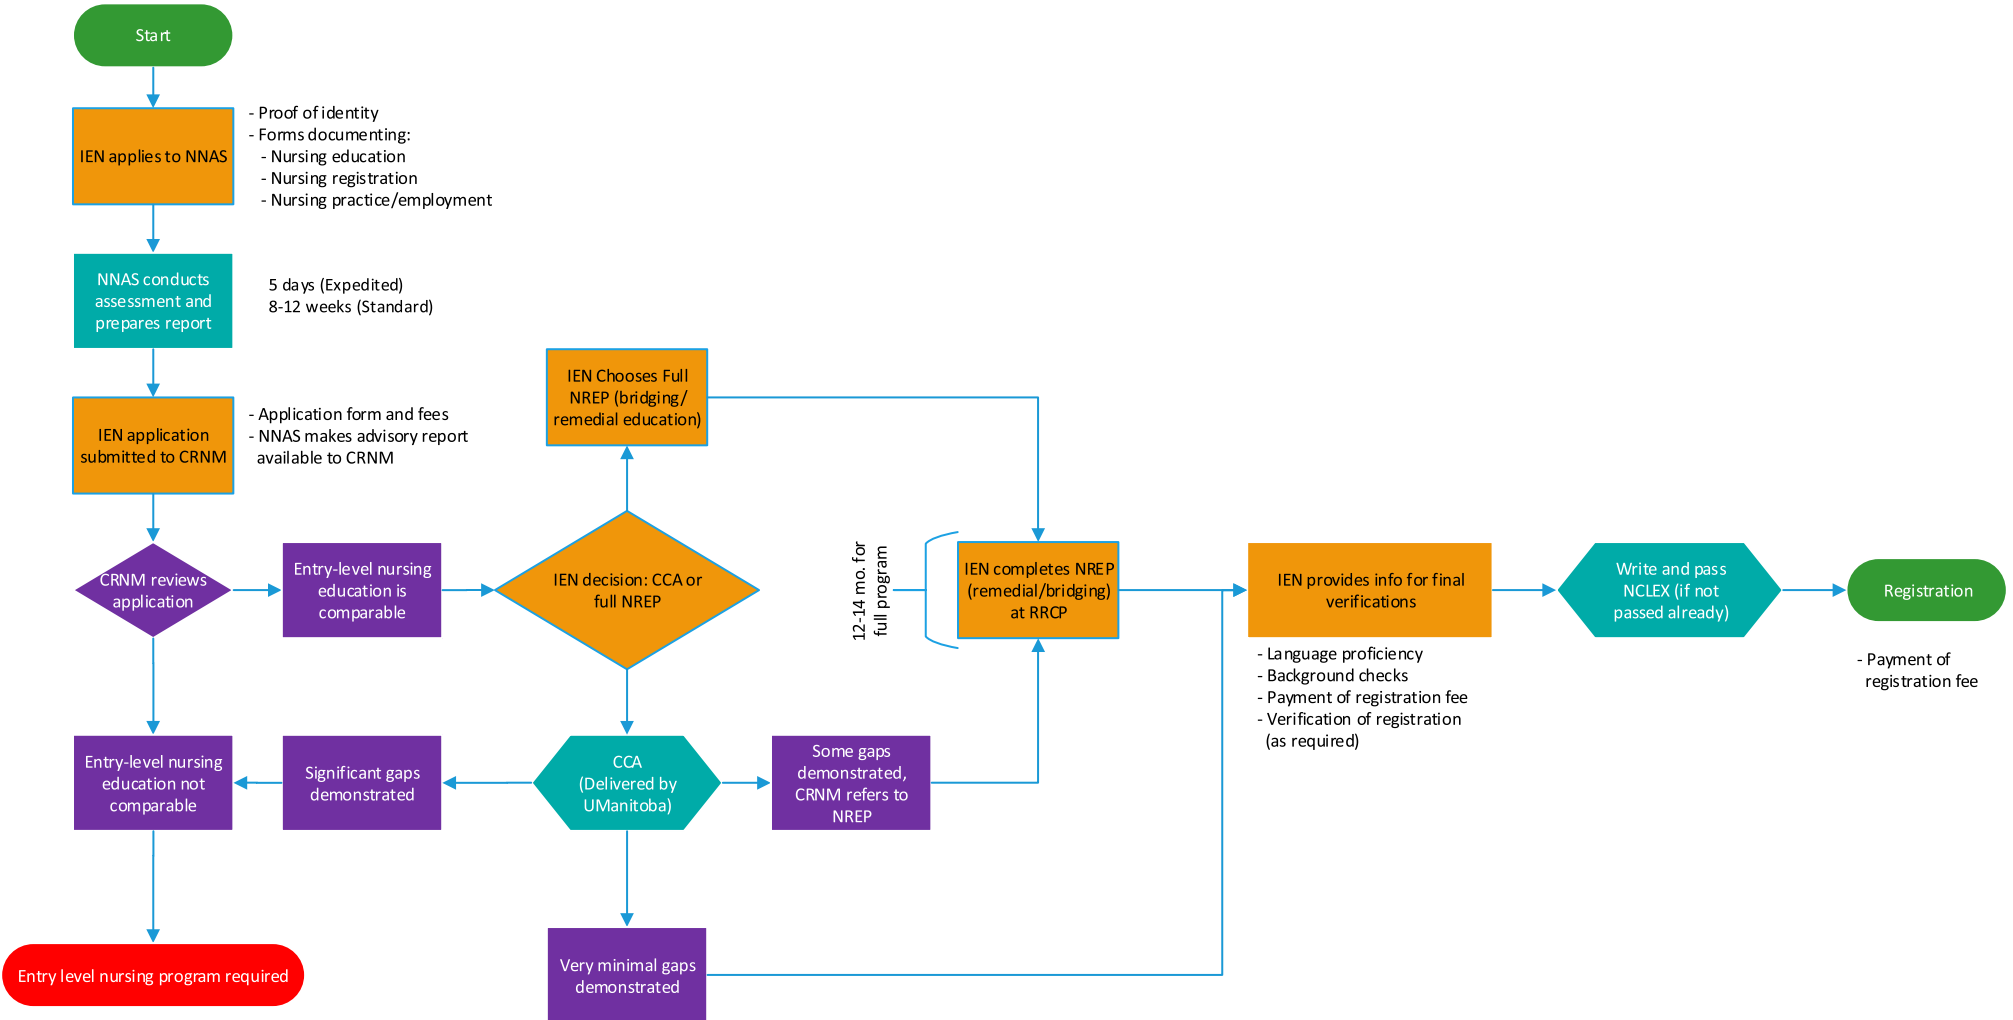 Start
IEN applies to NNAS
- Proof of identity
- Forms documenting:
- Nursing education
- Nursing registration
- Nursing practice/employment
NNAS conducts
assessment and
prepares report
5 days (Expedited)
8-12 weeks (Standard)
IEN application
submitted to CRNM
- Application form and fees
- NNAS makes advisory report
available to CRNM
IEN Chooses Full
NREP (bridging/
remedial education)
CRNM reviews
application
Entry-level nursing
education is
comparable
IEN decision: CCA or
full NREP
12-14 mo. for
full program
IEN completes NREP
(remedial/bridging)
at RRCP
IEN provides info for final
verifications
- Language proficiency
- Background checks
- Payment of registration fee
- Verification of registration
(as required)
Write and pass
NCLEX (if not
passed already)
Registration
- Payment of
registration fee
Entry-level nursing
education not
comparable
Significant gaps
demonstrated
CCA
(Delivered by
UManitoba)
Some gaps
demonstrated,
CRNM refers to
NREP
Very minimal gaps
demonstrated
Entry level nursing program required